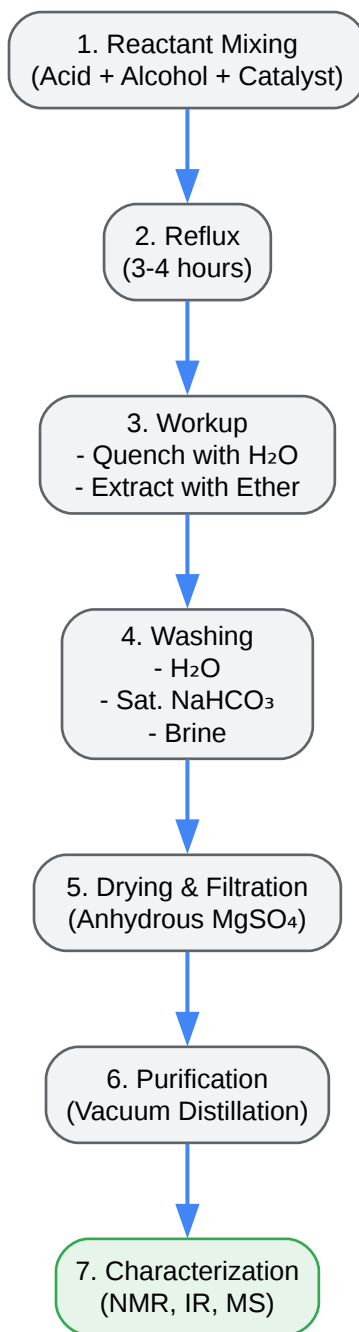 1. Reactant Mixing
(Acid + Alcohol + Catalyst)
2. Reflux
(3-4 hours)
3. Workup
- Quench with H₂O
- Extract with Ether
4. Washing
- H₂O
- Sat. NaHCO₃
- Brine
5. Drying & Filtration
(Anhydrous MgSO₄)
6. Purification
(Vacuum Distillation)
7. Characterization
(NMR, IR, MS)